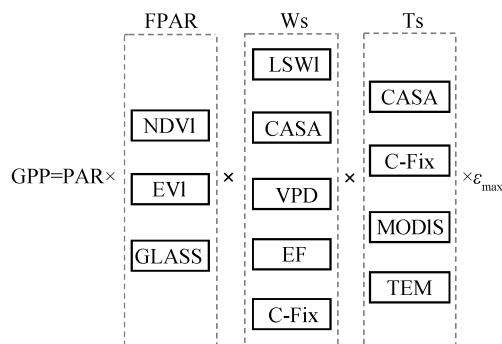 FPAR
Ws
Ts
LSWI
CASA
NDVI
CASA
C-Fix
GPP=PAR×
EVI
×
VPD
×
×εmax
MODIS
GLASS
EF
TEM
C-Fix